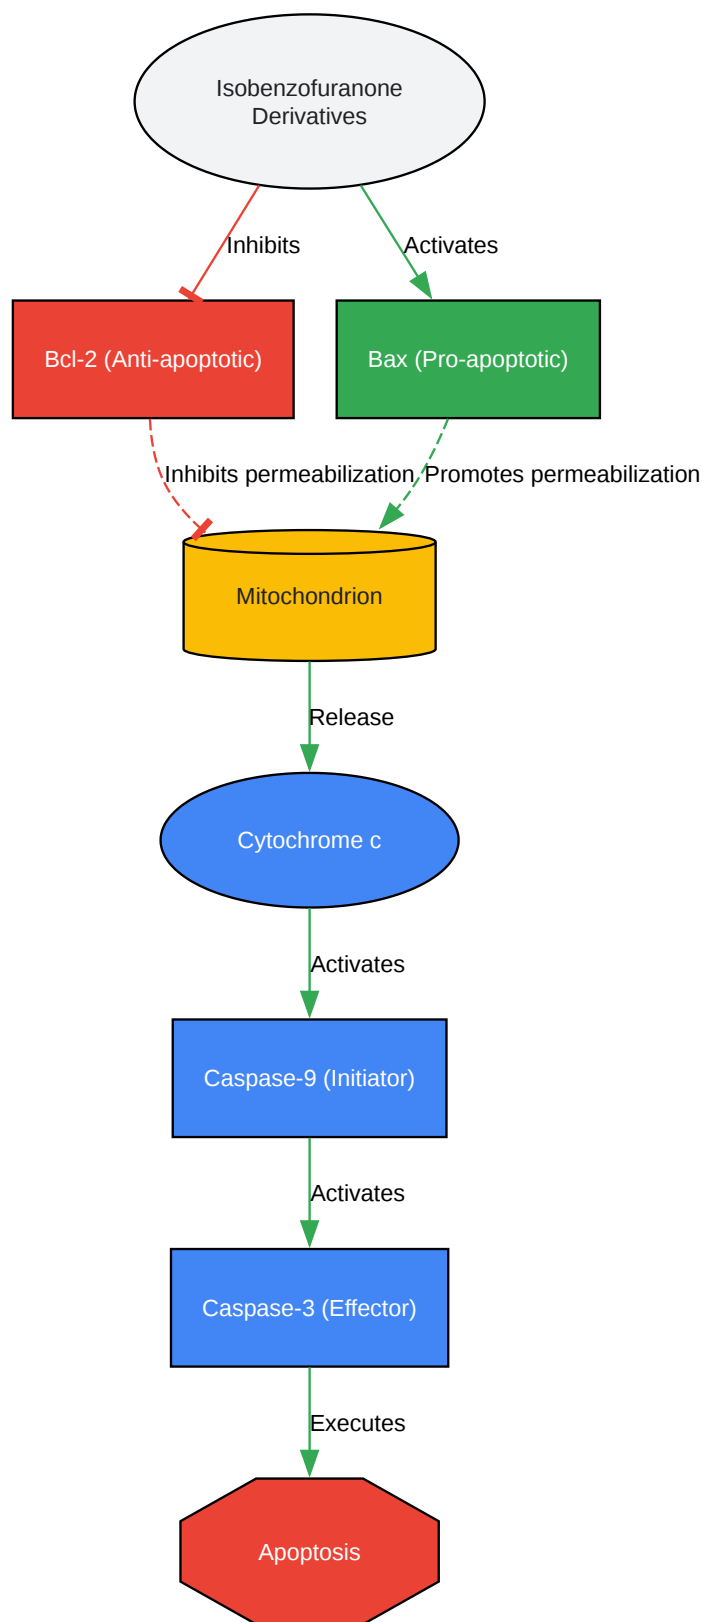 Isobenzofuranone
Derivatives
Inhibits
Activates
Bcl-2 (Anti-apoptotic)
Bax (Pro-apoptotic)
Inhibits permeabilization
Promotes permeabilization
Mitochondrion
Release
Cytochrome c
Activates
Caspase-9 (Initiator)
Activates
Caspase-3 (Effector)
Executes
Apoptosis